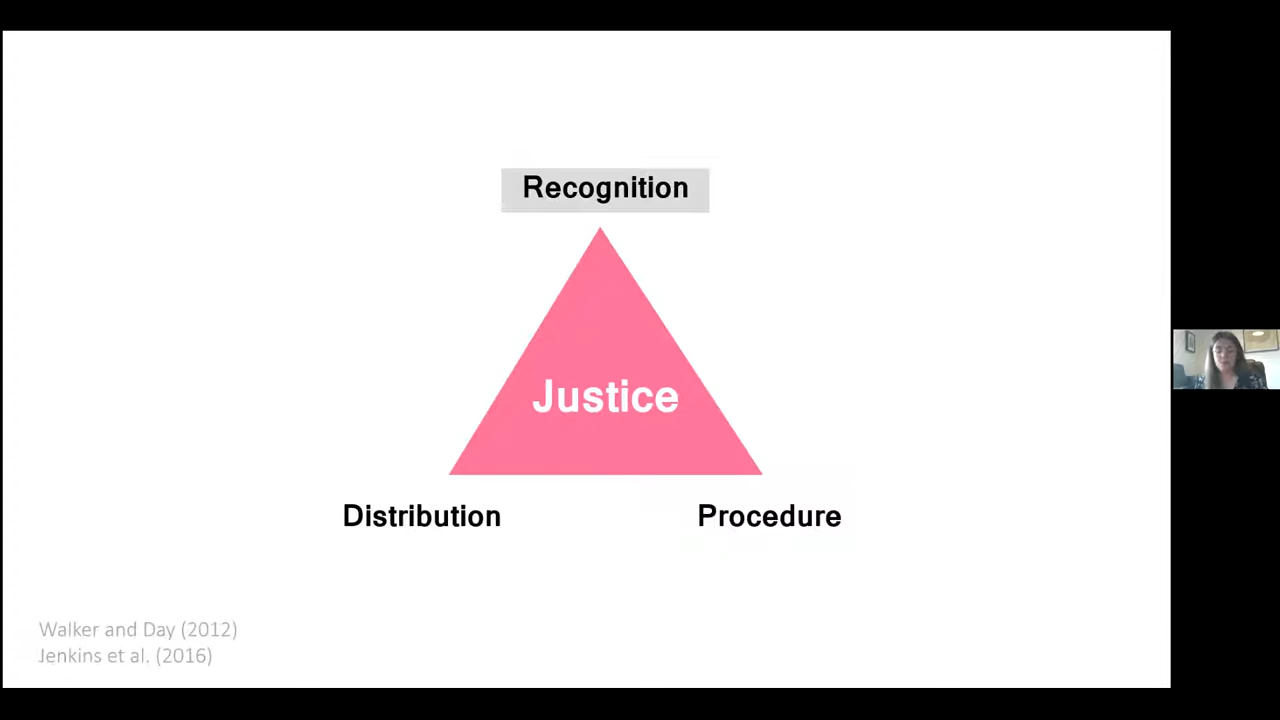 Recognition
Justice
Distribution
Procedure
Walker and Day (2012)
Jenkins et al. (2016)